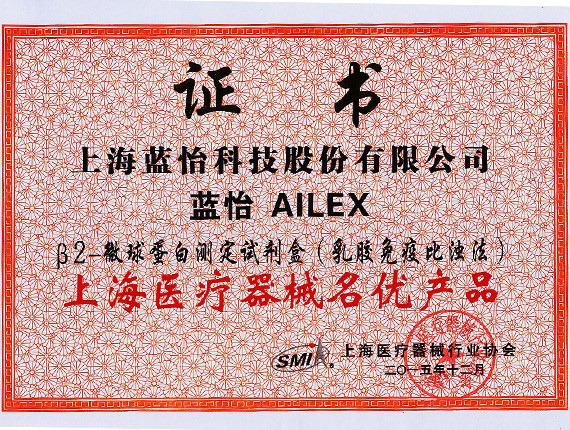 证 书
上海蓝怡科技股份有限公司
蓝怡 AILEX
β2-微球蛋白测定试剂盒（乳胶免疫比浊法）
上海医疗器械名优产品
SMI
上海医疗器械行业协会
二〇一五年十二月